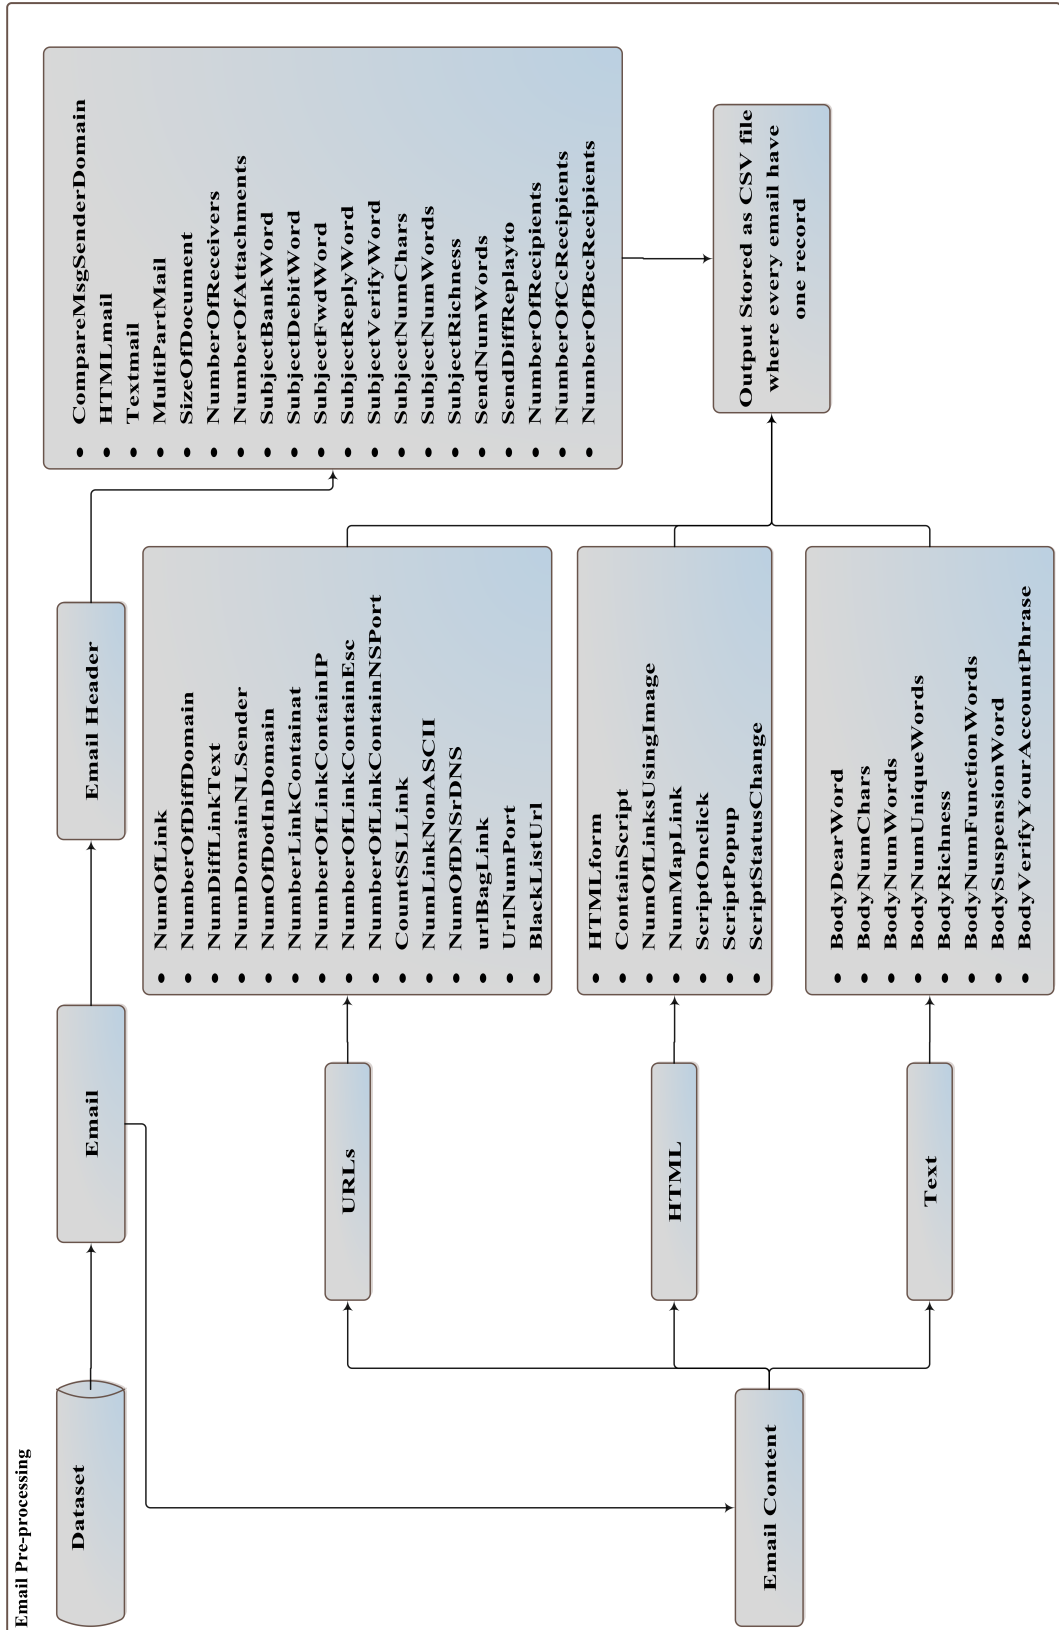 Email Pre-processing
Dataset
Email
Email Header
CompareMsgSenderDomain
HTMLmail
Textmail
MultiPartMail
SizeOfDocument
NumberOfReceivers
NumberOfAttachments
SubjectBankWord
SubjectDebitWord
SubjectFwdWord
SubjectReplyWord
SubjectVerifyWord
SubjectNumChars
SubjectNumWords
SubjectRichness
SendNumWords
SendDiffReplayto
NumberOfRecipients
NumberOfCcRecipients
NumberOfBccRecipients
Email Content
URLs
NumOfLink
NumberOfDiffDomain
NumDiffLinkText
NumDomainNLSender
NumOfDotInDomain
NumberLinkContainat
NumberOfLinkContainIP
NumberOfLinkContainEsc
NumberOfLinkContainNSPort
CountSSLLink
NumLinkNonASCII
NumOfDNSrDNS
urlBagLink
UrlNumPort
BlackListUrl
HTML
HTMLform
ContainScript
NumOfLinksUsingImage
NumMapLink
ScriptOnclick
ScriptPopup
ScriptStatusChange
Text
BodyDearWord
BodyNumChars
BodyNumWords
BodyNumUniqueWords
BodyRichness
BodyNumFunctionWords
BodySuspensionWord
BodyVerifyYourAccountPhrase
Output Stored as CSV file
where every email have
one record